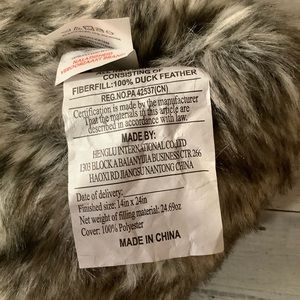 CONSISTING OF
FIBERFILL:100% DUCK FEATHER
REG.NO.PA 42537(CN)
Certification is made by the manufacturer
That the materials in this article are
described in accordance with law.
MADE BY:
HENGLU INTERNATIONAL CO.,LTD
1303 BLOCK A BAIANYIJIA BUSINESS CTR 266
HAOXI RD JIANGSU NANTONG CHINA
Date of delivery:
Finished size: 14in x 24in
Net weight of filling material: 24.69oz
Cover: 100% Polyester
MADE IN CHINA